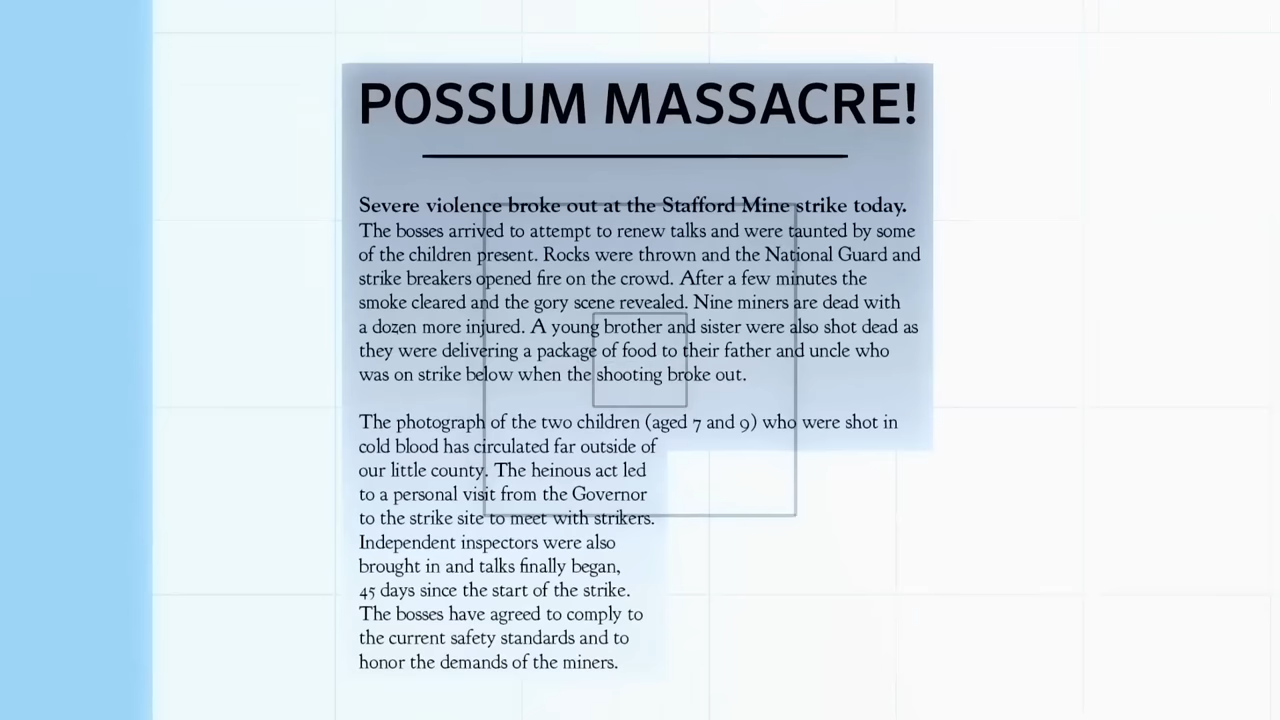 POSSUM MASSACRE!
Severe violence broke out at the Stafford Mine strike today.
The bosses arrived to attempt to renew talks and were taunted by some
of the children present. Rocks were thrown and the National Guard and
strike breakers opened fire on the crowd. After a few minutes the
smoke cleared and the gory scene revealed. Nine miners are dead with
a dozen more injured. A young brother and sister were also shot dead as
they were delivering a package of food to their father and uncle who
was on strike below when the shooting broke out.
The photograph of the two children (aged 7 and 9) who were shot in
cold blood has circulated far outside of
our little county. The heinous act led
to a personal visit from the Governor
to the strike site to meet with strikers.
Independent inspectors were also
brought in and talks finally began,
45 days since the start of the strike.
The bosses have agreed to comply to
the current safety standards and to
honor the demands of the miners.